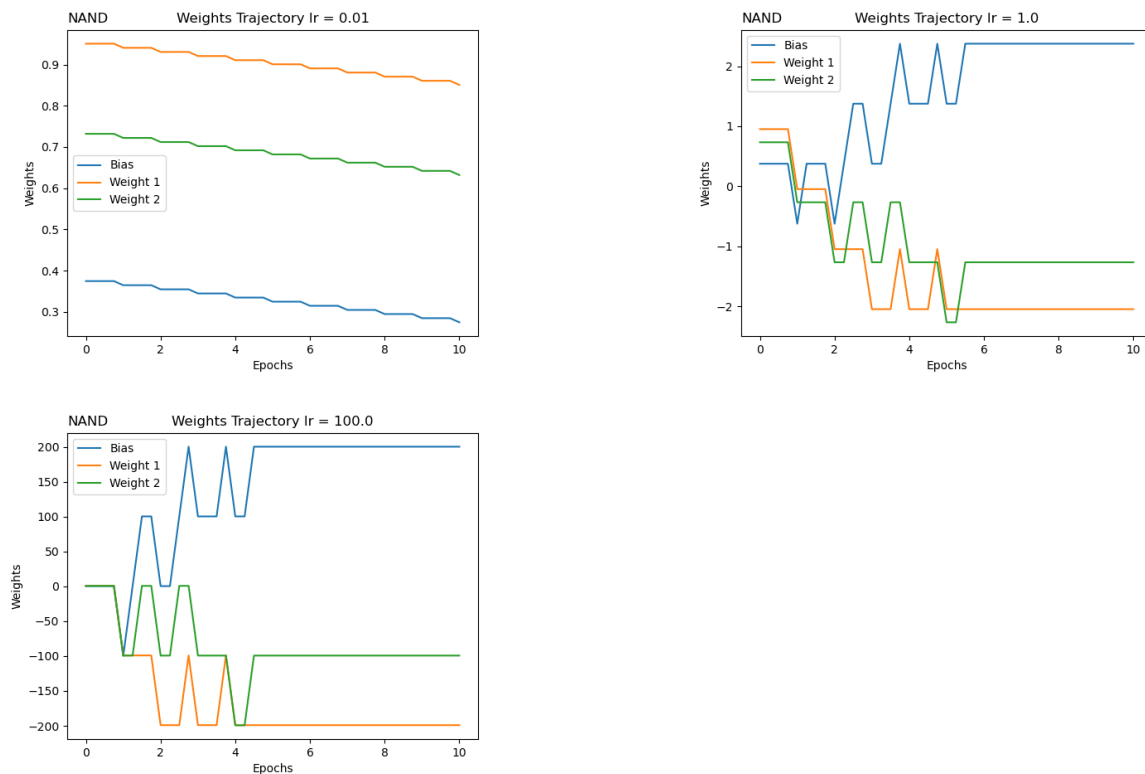 NAND Weights Trajectory lr = 0.01
0.9
0.8
0.7
0.6
0.5
0.4
0.3
Weights
Bias
Weight 1
Weight 2
0 2 4 6 8 10
Epochs
NAND Weights Trajectory lr = 1.0
2
1
0
−1
−2
Weights
Bias
Weight 1
Weight 2
0 2 4 6 8 10
Epochs
NAND Weights Trajectory lr = 100.0
200
150
100
50
0
−50
−100
−150
−200
Weights
Bias
Weight 1
Weight 2
0 2 4 6 8 10
Epochs